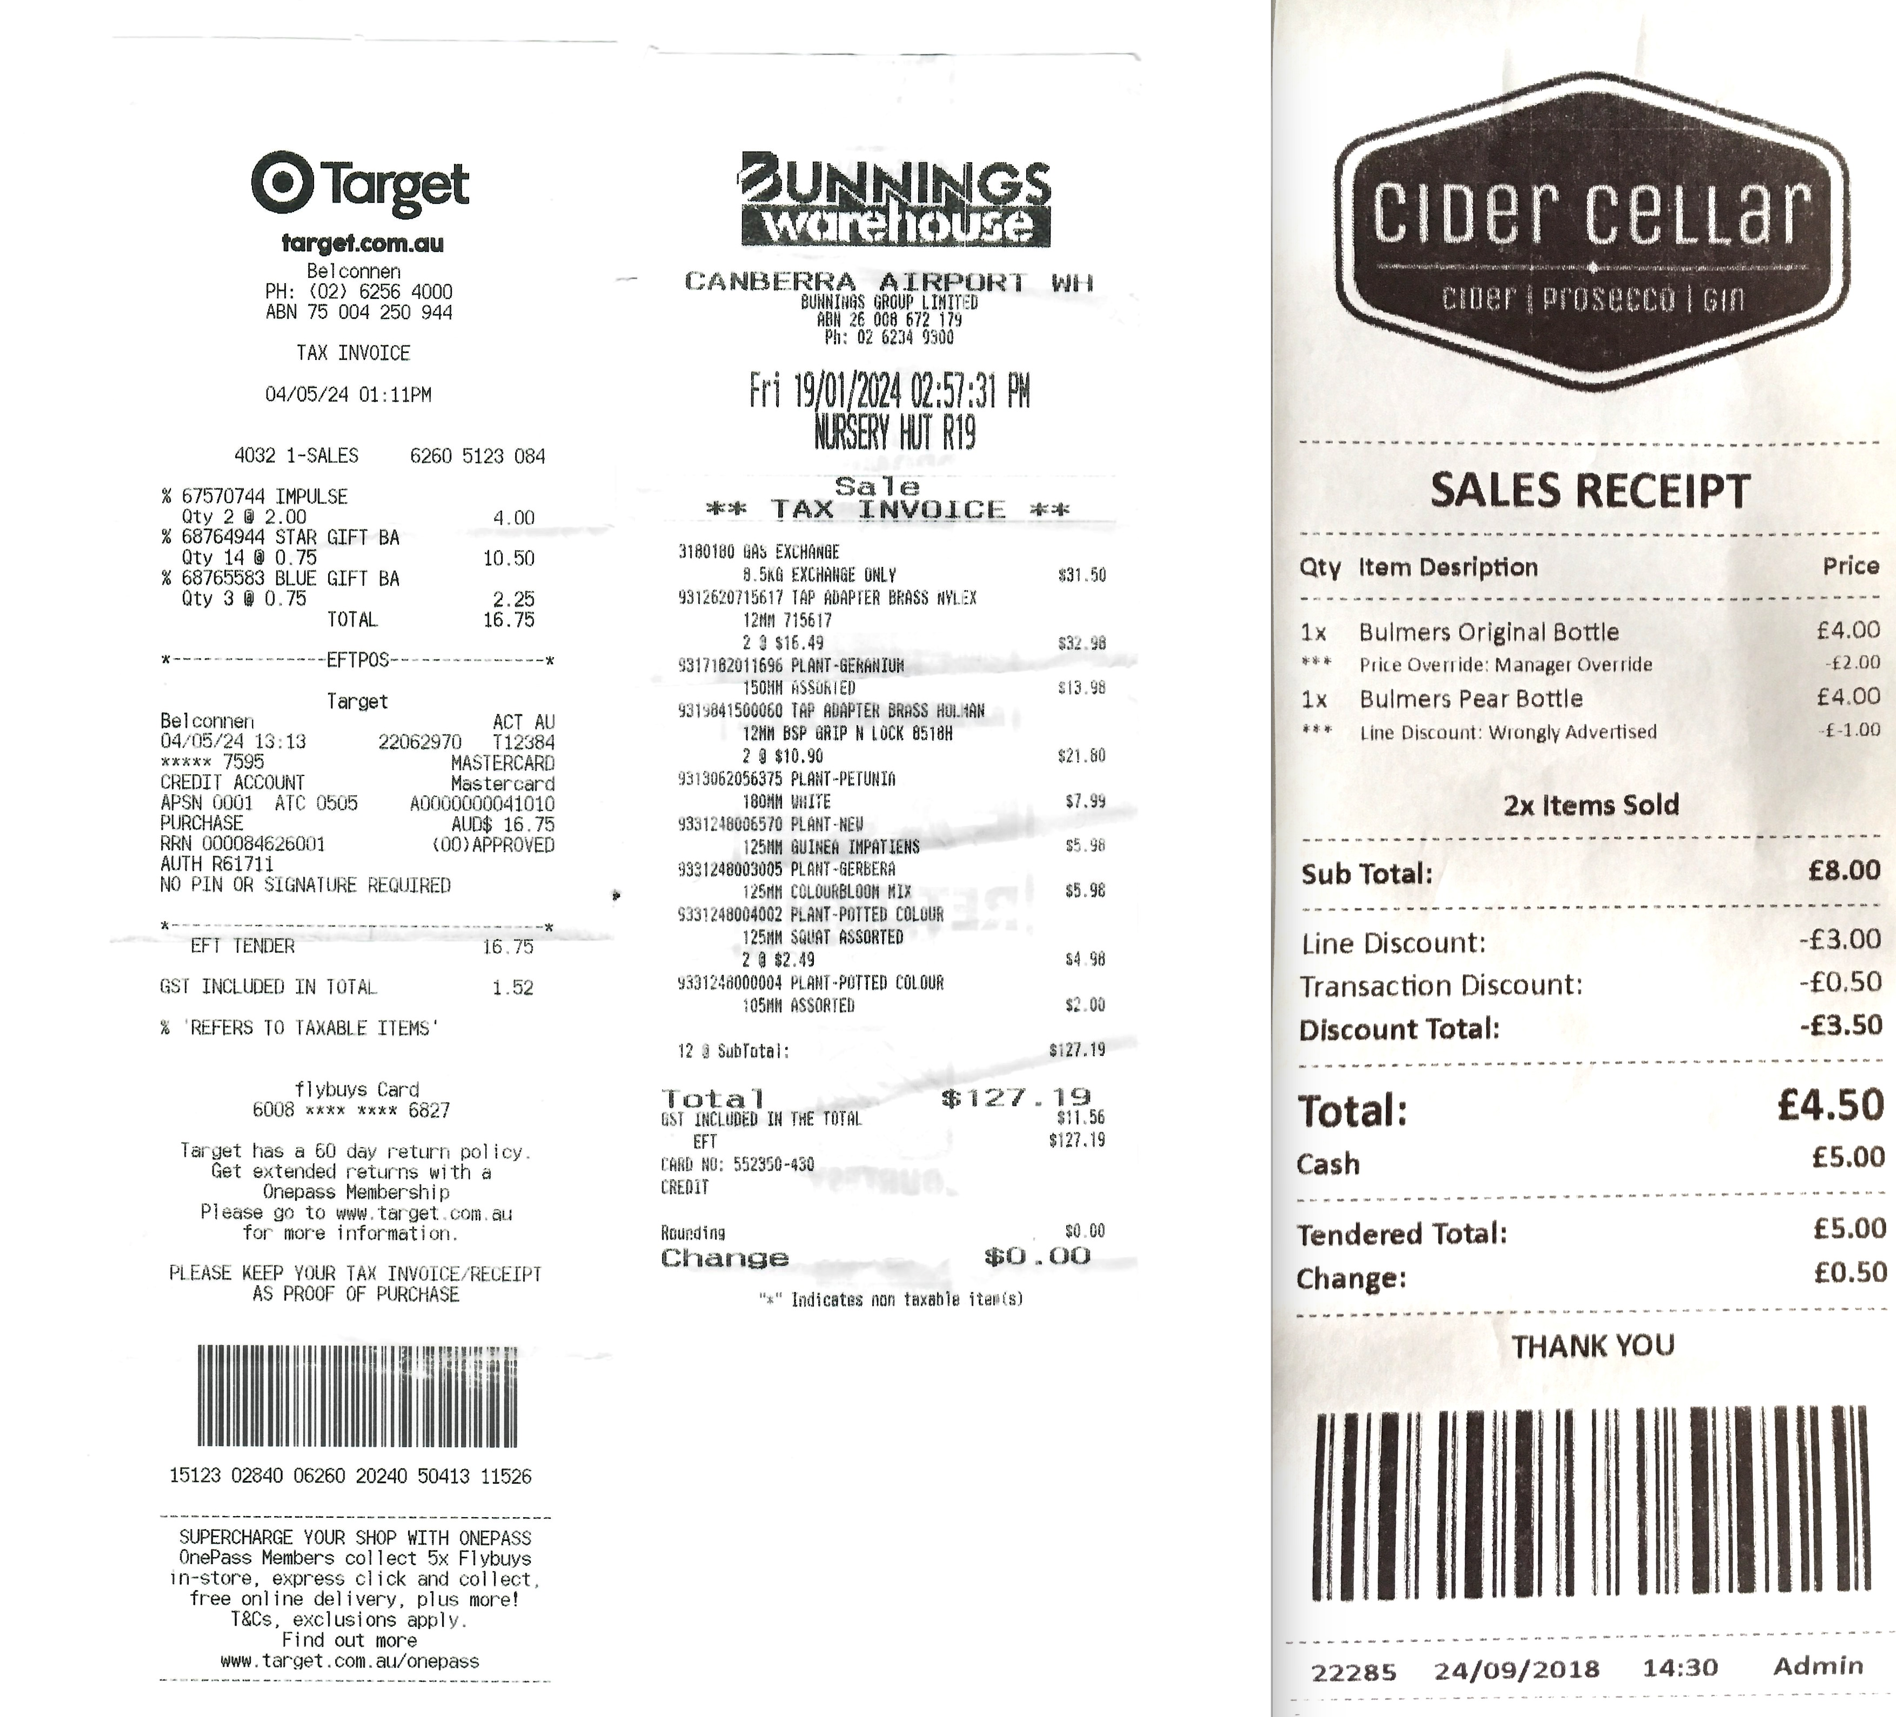 Target
target.com.au
Belconnen
PH: (02) 6256 4000
ABN 75 004 250 944
TAX INVOICE
04/05/24 01:11PM
4032 1-SALES 6260 5123 084
% 67570744 IMPULSE
Qty 2 @ 2.00 4.00
% 68764944 STAR GIFT BA
Qty 14 @ 0.75 10.50
% 68765583 BLUE GIFT BA
Qty 3 @ 0.75 2.25
TOTAL 16.75
*---------------EFTPOS---------------*
Target
Belconnen ACT AU
04/05/24 13:13 22062970 T12384
***** 7595 MASTERCARD
CREDIT ACCOUNT Mastercard
APSN 0001 ATC 0505 A0000000041010
PURCHASE AUD$ 16.75
RRN 000084626001 (00)APPROVED
AUTH R61711
NO PIN OR SIGNATURE REQUIRED
*------------------------------------*
EFT TENDER 16.75
GST INCLUDED IN TOTAL 1.52
% 'REFERS TO TAXABLE ITEMS'
flybuys Card
6008 **** **** 6827
Target has a 60 day return policy.
Get extended returns with a
Onepass Membership
Please go to www.target.com.au
for more information.
PLEASE KEEP YOUR TAX INVOICE/RECEIPT
AS PROOF OF PURCHASE
15123 02840 06260 20240 50413 11526
SUPERCHARGE YOUR SHOP WITH ONEPASS
OnePass Members collect 5x Flybuys
in-store, express click and collect,
free online delivery, plus more!
T&Cs, exclusions apply.
Find out more
www.target.com.au/onepass
BUNNINGS
warehouse
CANBERRA AIRPORT WH
BUNNINGS GROUP LIMITED
ABN 26 008 672 179
Ph: 02 6234 9300
Fri 19/01/2024 02:57:31 PM
NURSERY HUT R19
Sale
** TAX INVOICE **
3180180 GAS EXCHANGE
8.5KG EXCHANGE ONLY $31.50
9312620715617 TAP ADAPTER BRASS NYLEX
12MM 715617
2 @ $16.49 $32.98
9317182011696 PLANT-GERANIUM
150MM ASSORTED $13.98
9319841500060 TAP ADAPTER BRASS HOLMAN
12MM BSP GRIP N LOCK 8518H
2 @ $10.90 $21.80
9313062056375 PLANT-PETUNIA
180MM WHITE $7.99
9331248006570 PLANT-NEW
125MM GUINEA IMPATIENS $5.98
9331248003005 PLANT-GERBERA
125MM COLOURBLOOM MIX $5.98
9331248004002 PLANT-POTTED COLOUR
125MM SQUAT ASSORTED
2 @ $2.49 $4.98
9331248000004 PLANT-POTTED COLOUR
105MM ASSORTED $2.00
12 @ SubTotal: $127.19
Total $127.19
GST INCLUDED IN THE TOTAL $11.56
EFT $127.19
CARD NO: 552350-430
CREDIT
Rounding $0.00
Change $0.00
"*" Indicates non taxable item(s)
CIDER CELLAR
CIDER | PROSECCO | GIN
SALES RECEIPT
Qty Item Desription Price
1x Bulmers Original Bottle £4.00
*** Price Override: Manager Override -£2.00
1x Bulmers Pear Bottle £4.00
*** Line Discount: Wrongly Advertised -£-1.00
2x Items Sold
Sub Total: £8.00
Line Discount: -£3.00
Transaction Discount: -£0.50
Discount Total: -£3.50
Total: £4.50
Cash £5.00
Tendered Total: £5.00
Change: £0.50
THANK YOU
22285 24/09/2018 14:30 Admin